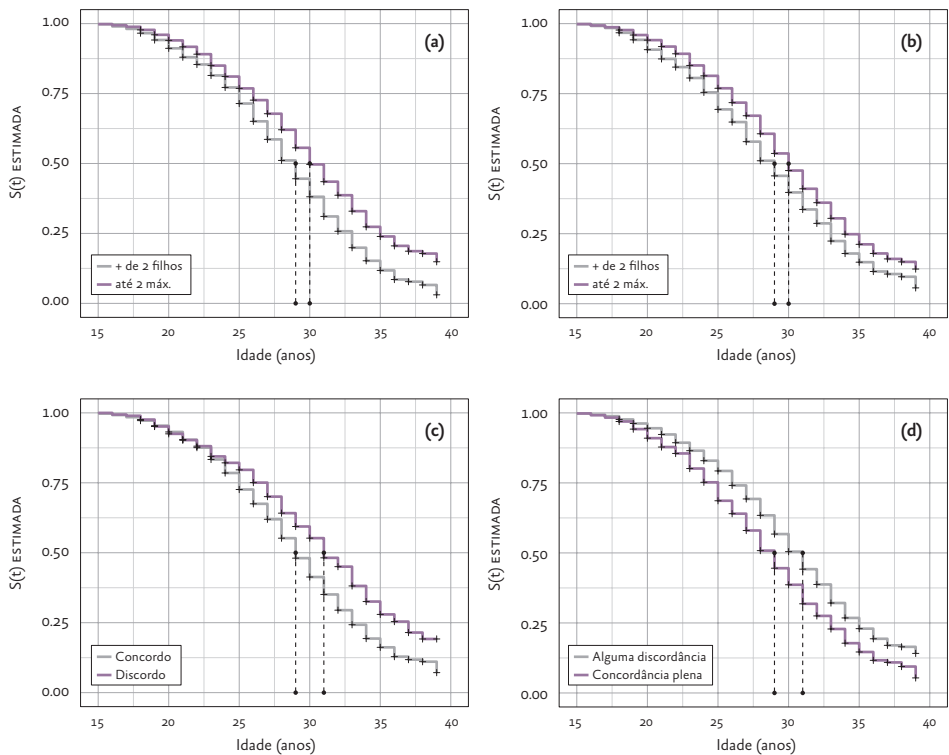 (a)
S(t) ESTIMADA
1.00
0.75
0.50
0.25
0.00
+ de 2 filhos
até 2 máx.
15 20 25 30 35 40
Idade (anos)
(b)
S(t) ESTIMADA
1.00
0.75
0.50
0.25
0.00
+ de 2 filhos
até 2 máx.
15 20 25 30 35 40
Idade (anos)
(c)
S(t) ESTIMADA
1.00
0.75
0.50
0.25
0.00
Concordo
Discordo
15 20 25 30 35 40
Idade (anos)
(d)
S(t) ESTIMADA
1.00
0.75
0.50
0.25
0.00
Alguma discordância
Concordância plena
15 20 25 30 35 40
Idade (anos)